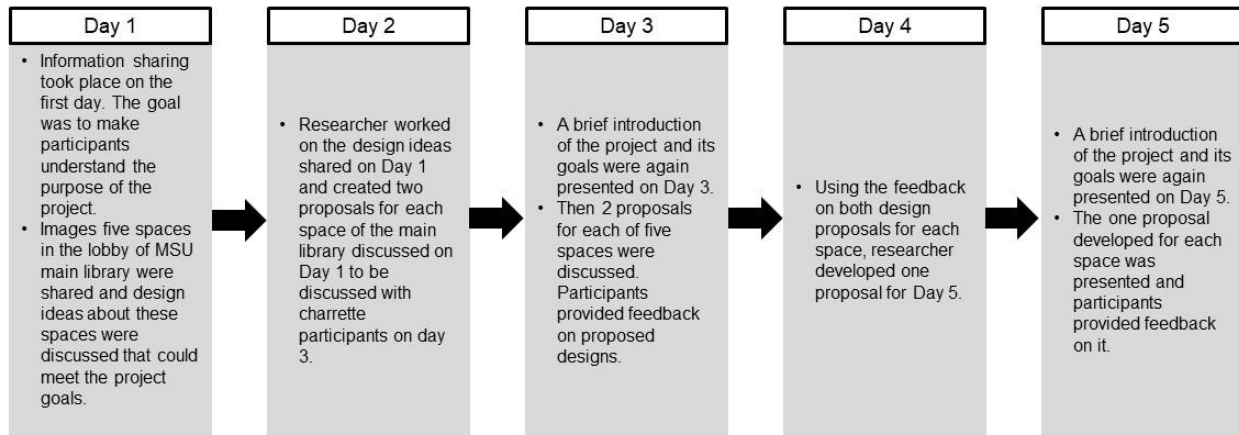 Day 1
• Information sharing
took place on the
first day. The goal
was to make
participants
understand the
purpose of the
project.
• Images five spaces
in the lobby of MSU
main library were
shared and design
ideas about these
spaces were
discussed that could
meet the project
goals.
Day 2
• Researcher worked
on the design ideas
shared on Day 1
and created two
proposals for each
space of the main
library discussed on
Day 1 to be
discussed with
charrette
participants on day
3.
Day 3
• A brief introduction
of the project and its
goals were again
presented on Day 3.
• Then 2 proposals
for each of five
spaces were
discussed.
Participants
provided feedback
on proposed
designs.
Day 4
• Using the feedback
on both design
proposals for each
space, researcher
developed one
proposal for Day 5.
Day 5
• A brief introduction
of the project and its
goals were again
presented on Day 5.
• The one proposal
developed for each
space was
presented and
participants
provided feedback
on it.